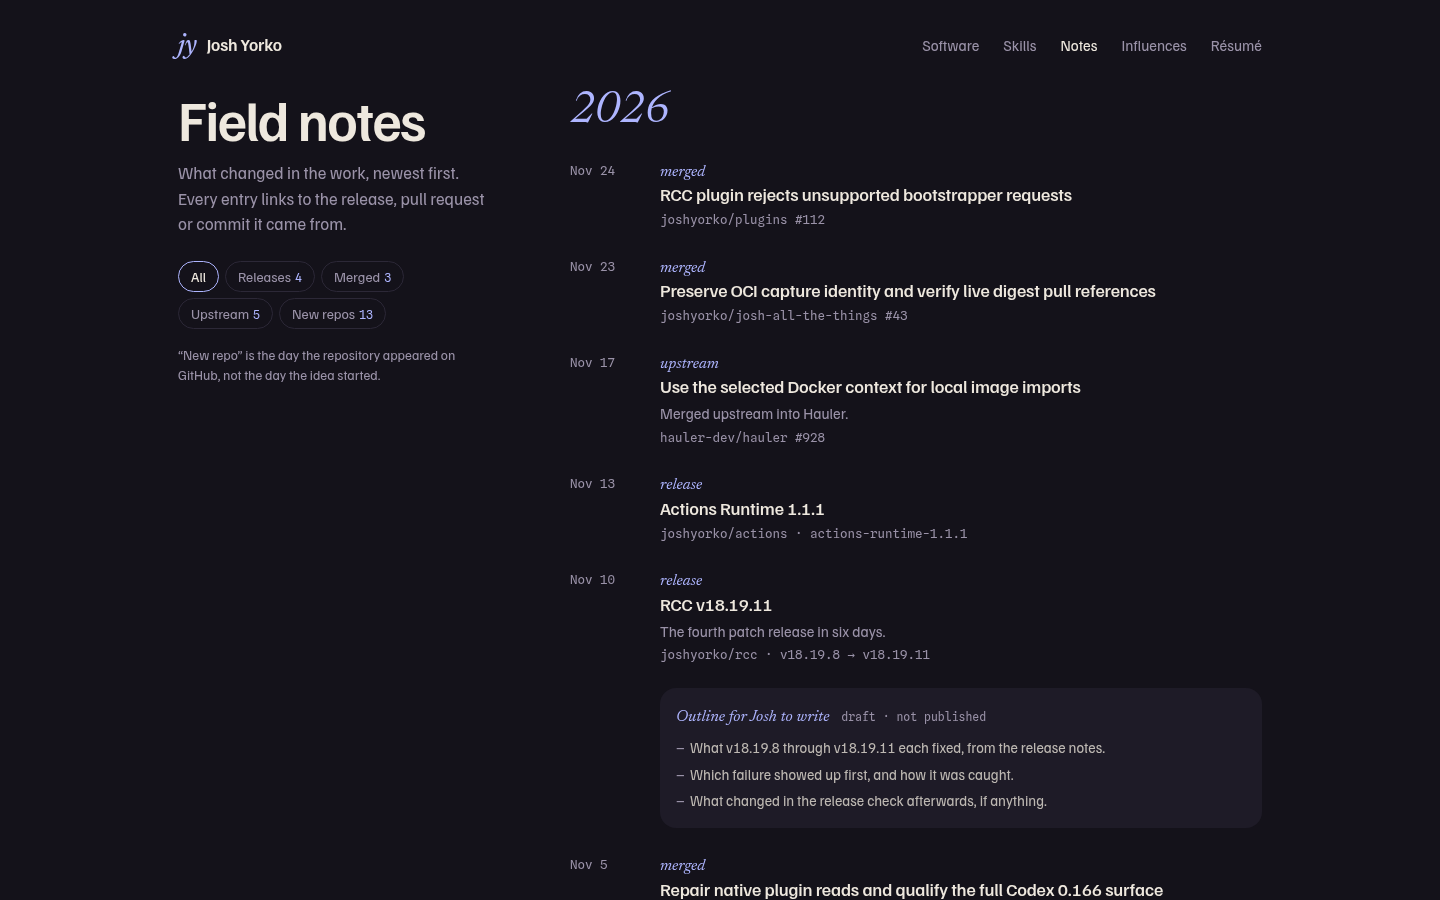 jy Josh Yorko
Software Skills Notes Influences Résumé
Field notes
What changed in the work, newest first.
Every entry links to the release, pull request
or commit it came from.
All Releases 4 Merged 3
Upstream 5 New repos 13
“New repo” is the day the repository appeared on
GitHub, not the day the idea started.
2026
Nov 24 merged
RCC plugin rejects unsupported bootstrapper requests
joshyorko/plugins #112
Nov 23 merged
Preserve OCI capture identity and verify live digest pull references
joshyorko/josh-all-the-things #43
Nov 17 upstream
Use the selected Docker context for local image imports
Merged upstream into Hauler.
hauler-dev/hauler #928
Nov 13 release
Actions Runtime 1.1.1
joshyorko/actions · actions-runtime-1.1.1
Nov 10 release
RCC v18.19.11
The fourth patch release in six days.
joshyorko/rcc · v18.19.8 → v18.19.11
Outline for Josh to write draft · not published
– What v18.19.8 through v18.19.11 each fixed, from the release notes.
– Which failure showed up first, and how it was caught.
– What changed in the release check afterwards, if anything.
Nov 5 merged
Repair native plugin reads and qualify the full Codex 0.166 surface